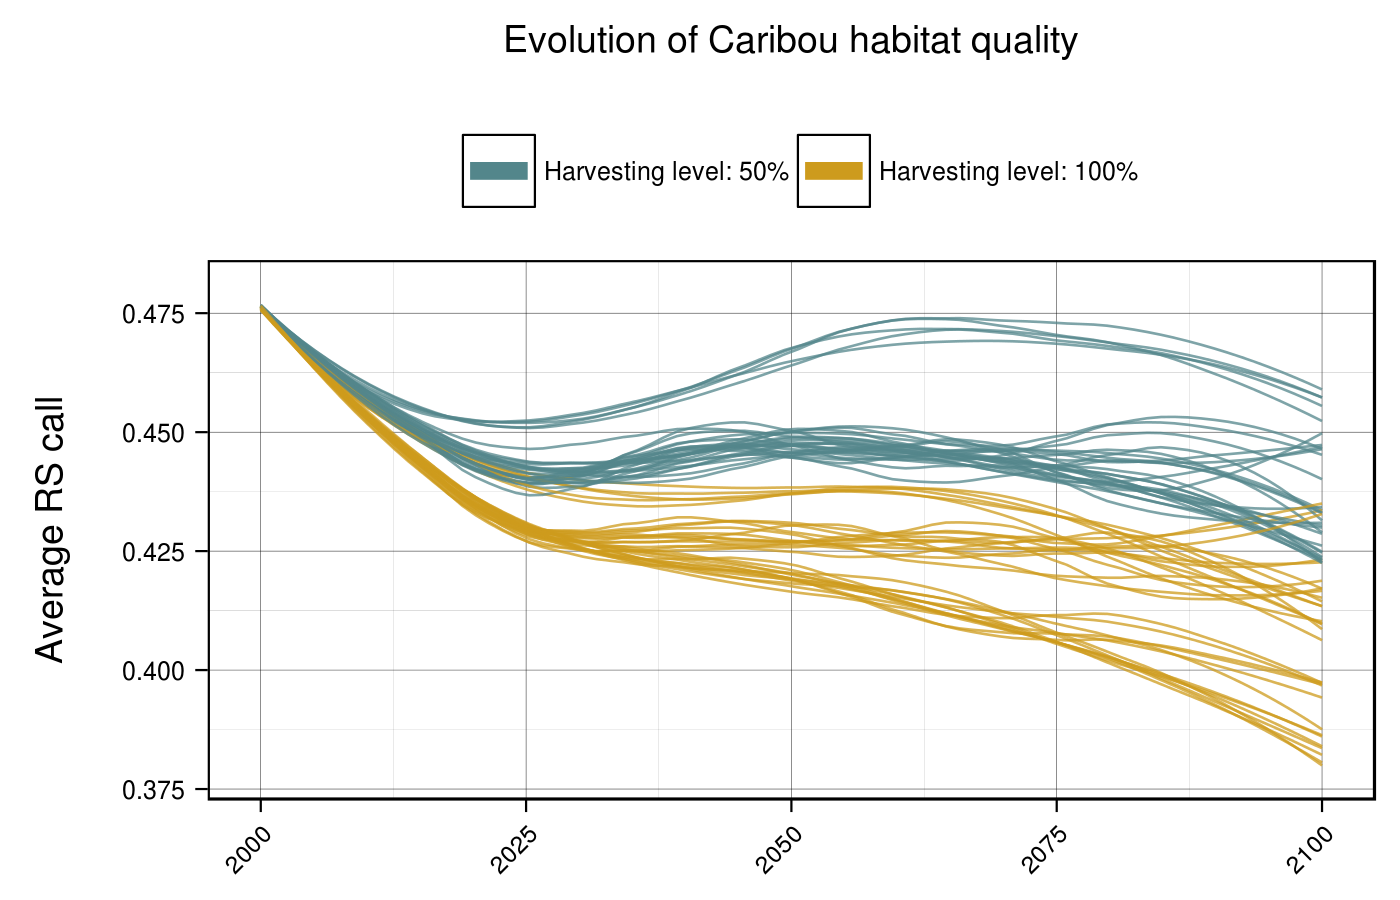 Evolution of Caribou habitat quality
Harvesting level: 50% Harvesting level: 100%
Average RS call
0.475
0.450
0.425
0.400
0.375
2000 2025 2050 2075 2100